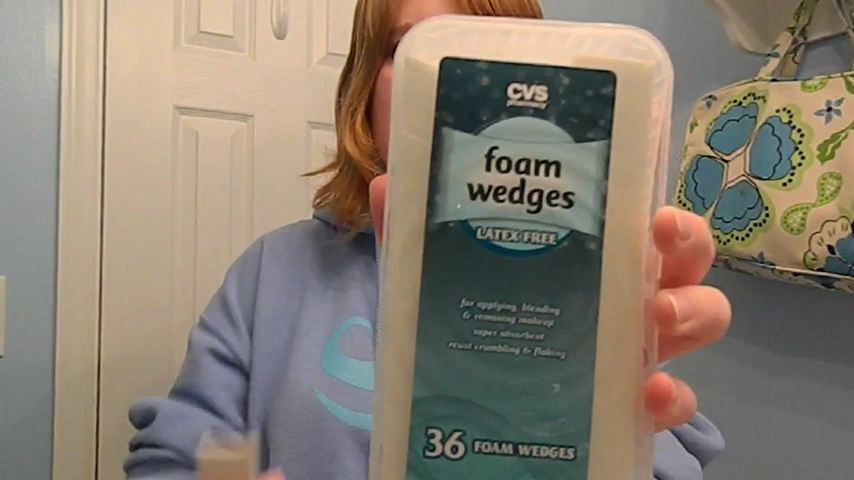 CVS
pharmacy
foam
wedges
LATEX FREE
for applying, blending
& removing makeup
super absorbent
resist crumbling & flaking
36 FOAM WEDGES